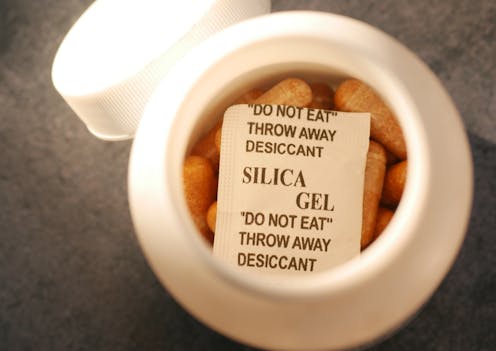 "DO NOT EAT"
THROW AWAY
DESICCANT
SILICA
GEL
"DO NOT EAT"
THROW AWAY
DESICCANT